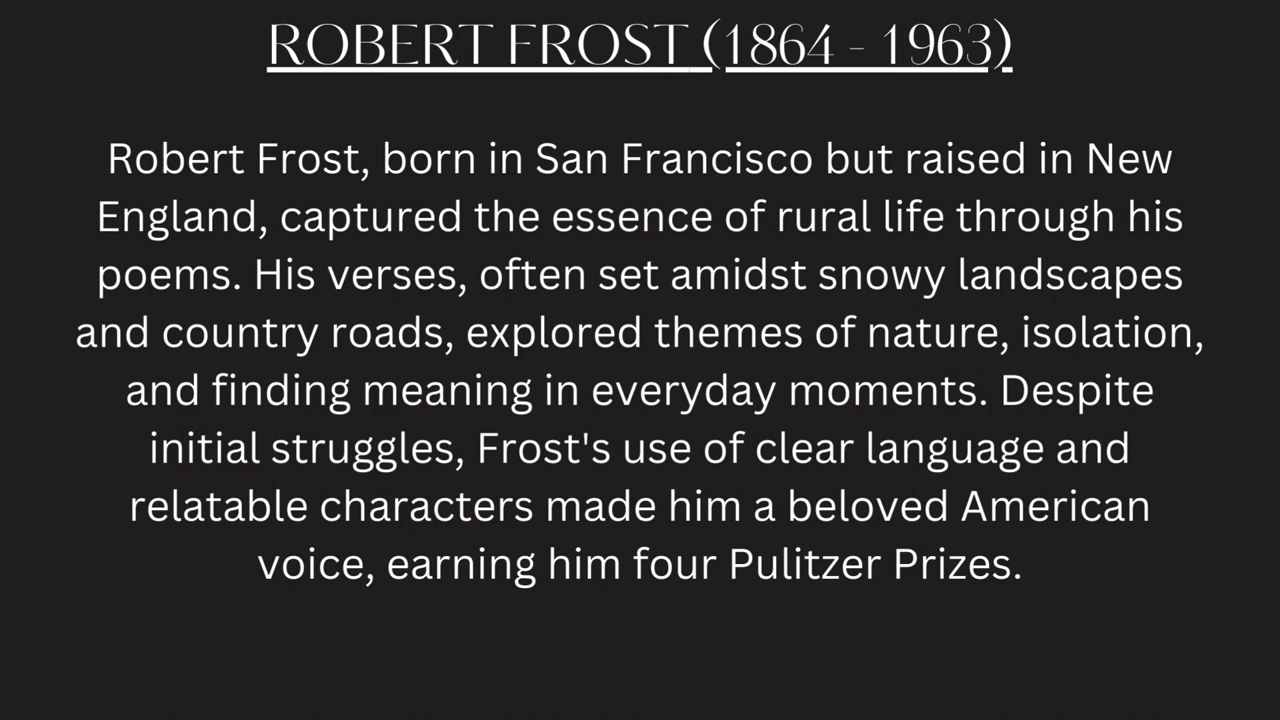 ROBERT FROST (1864 - 1963)
Robert Frost, born in San Francisco but raised in New
England, captured the essence of rural life through his
poems. His verses, often set amidst snowy landscapes
and country roads, explored themes of nature, isolation,
and finding meaning in everyday moments. Despite
initial struggles, Frost's use of clear language and
relatable characters made him a beloved American
voice, earning him four Pulitzer Prizes.